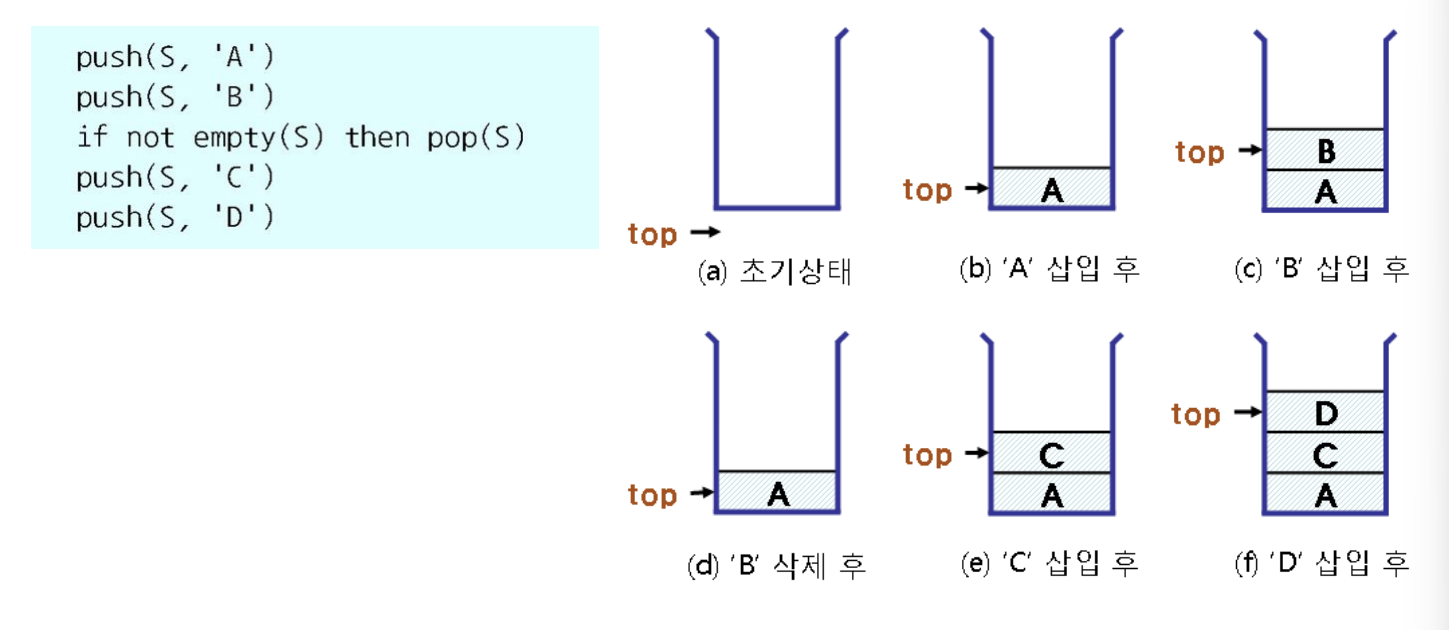 push(S, 'A')
push(S, 'B')
if not empty(S) then pop(S)
push(S, 'C')
push(S, 'D')
top
(a) 초기상태
top
A
(b) 'A' 삽입 후
top
B
A
(c) 'B' 삽입 후
top
A
(d) 'B' 삭제 후
top
C
A
(e) 'C' 삽입 후
top
D
C
A
(f) 'D' 삽입 후